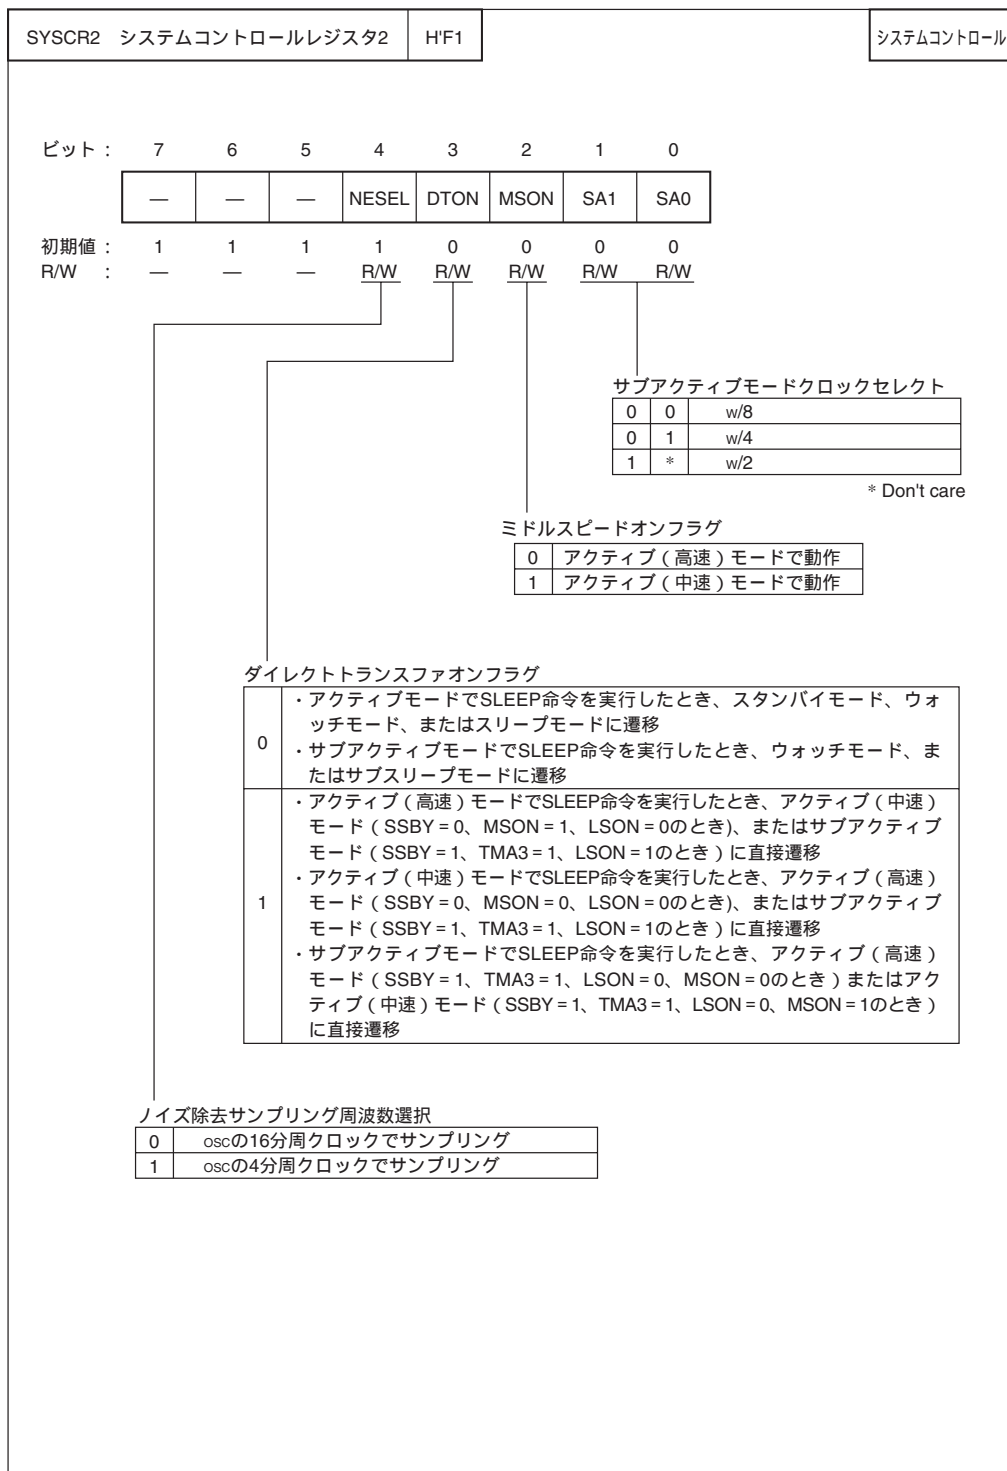 SYSCR2 システムコントロールレジスタ2 H'F1 システムコントロール
ビット : 7 6 5 4 3 2 1 0
— — — NESEL DTON MSON SA1 SA0
初期値 : 1 1 1 1 0 0 0 0
R/W : — — — R/W R/W R/W R/W R/W
サブアクティブモードクロックセレクト
0 0 w/8
0 1 w/4
1 * w/2
* Don't care
ミドルスピードオンフラグ
0 アクティブ(高速)モードで動作
1 アクティブ(中速)モードで動作
ダイレクトトランスファオンフラグ
0
・アクティブモードでSLEEP命令を実行したとき、スタンバイモード、ウォ
ッチモード、またはスリープモードに遷移
・サブアクティブモードでSLEEP命令を実行したとき、ウォッチモード、ま
たはサブスリープモードに遷移
1
・アクティブ(高速)モードでSLEEP命令を実行したとき、アクティブ(中速)
モード(SSBY=0、MSON=1、LSON=0のとき)、またはサブアクティブ
モード(SSBY=1、TMA3=1、LSON=1のとき)に直接遷移
・アクティブ(中速)モードでSLEEP命令を実行したとき、アクティブ(高速)
モード(SSBY=0、MSON=0、LSON=0のとき)、またはサブアクティブ
モード(SSBY=1、TMA3=1、LSON=1のとき)に直接遷移
・サブアクティブモードでSLEEP命令を実行したとき、アクティブ(高速)
モード(SSBY=1、TMA3=1、LSON=0、MSON=0のとき)またはアク
ティブ(中速)モード(SSBY=1、TMA3=1、LSON=0、MSON=1のとき)
に直接遷移
ノイズ除去サンプリング周波数選択
0 oscの16分周クロックでサンプリング
1 oscの4分周クロックでサンプリング